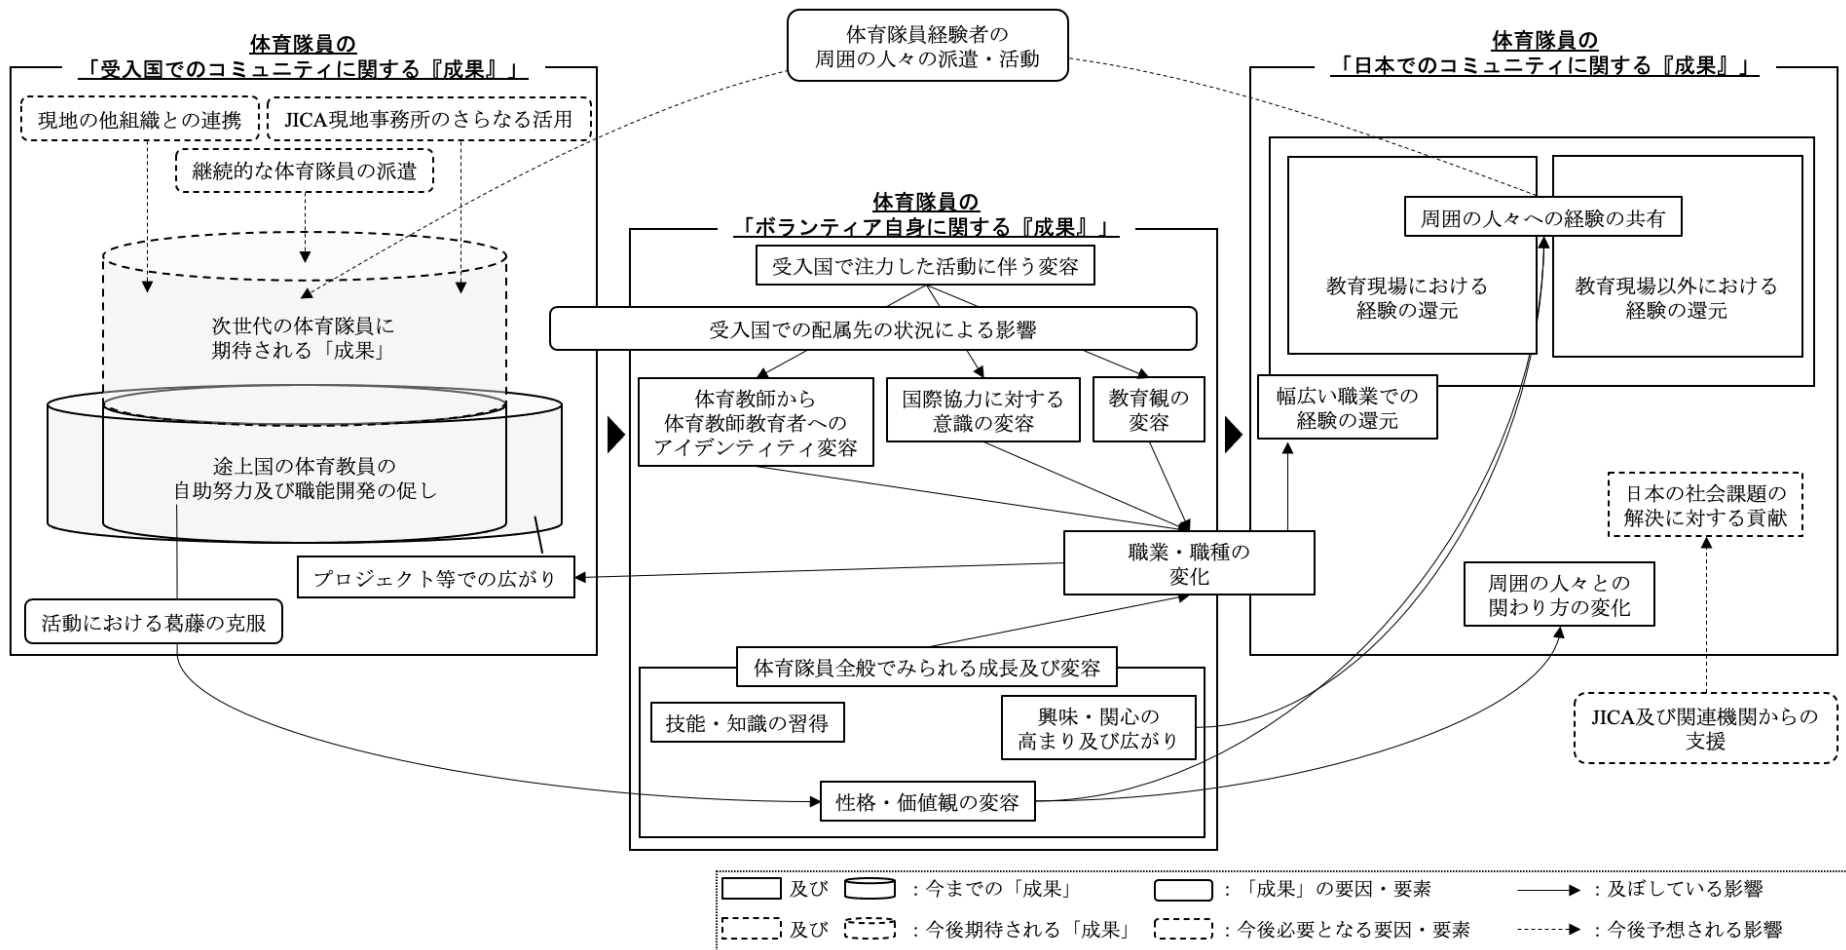 体育隊員の
「受入国でのコミュニティに関する『成果』」
現地の他組織との連携
JICA現地事務所のさらなる活用
継続的な体育隊員の派遣
次世代の体育隊員に
期待される「成果」
途上国の体育教員の
自助努力及び職能開発の促し
プロジェクト等での広がり
活動における葛藤の克服
体育隊員経験者の
周囲の人々の派遣・活動
体育隊員の
「ボランティア自身に関する『成果』」
受入国で注力した活動に伴う変容
受入国での配属先の状況による影響
体育教師から
体育教師教育者への
アイデンティティ変容
国際協力に対する
意識の変容
教育観の
変容
職業・職種の
変化
体育隊員全般でみられる成長及び変容
技能・知識の習得
興味・関心の
高まり及び広がり
性格・価値観の変容
体育隊員の
「日本でのコミュニティに関する『成果』」
周囲の人々への経験の共有
教育現場における
経験の還元
教育現場以外における
経験の還元
幅広い職業での
経験の還元
日本の社会課題の
解決に対する貢献
周囲の人々との
関わり方の変化
JICA及び関連機関からの
支援
及び ：今までの「成果」 ：「成果」の要因・要素 ：及ぼしている影響
及び ：今後期待される「成果」 ：今後必要となる要因・要素 ：今後予想される影響